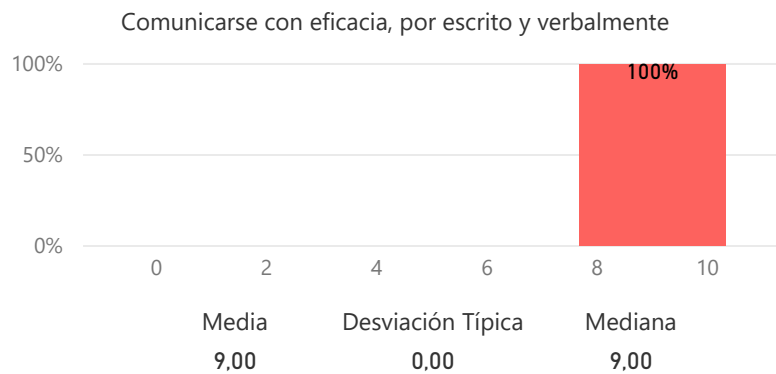 Comunicarse con eficacia, por escrito y verbalmente
100%
100%
50%
0%
0 2 4 6 8 10
Media Desviación Típica Mediana
9,00 0,00 9,00